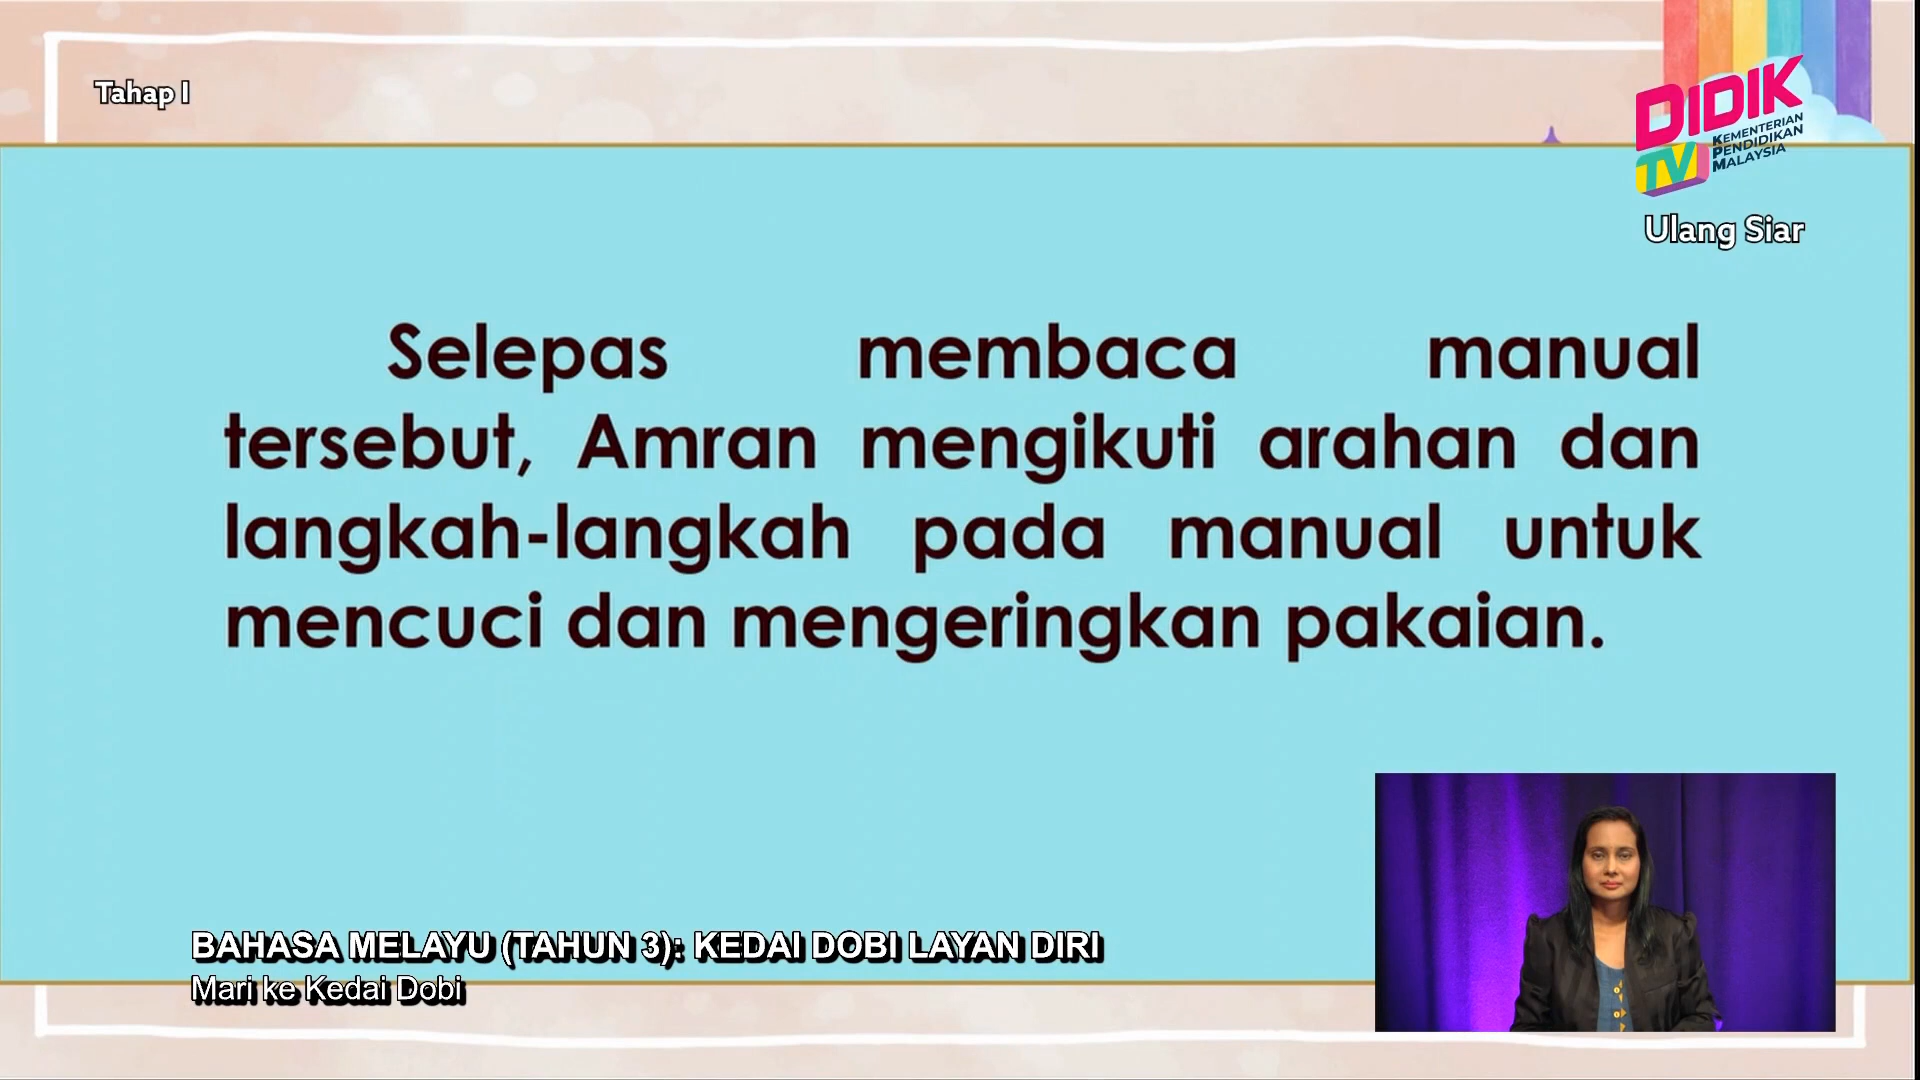 Tahap I
DIDIK
TV
KEMENTERIAN
PENDIDIKAN
MALAYSIA
Ulang Siar
Selepas membaca manual
tersebut, Amran mengikuti arahan dan
langkah-langkah pada manual untuk
mencuci dan mengeringkan pakaian.
BAHASA MELAYU (TAHUN 3): KEDAI DOBI LAYAN DIRI
Mari ke Kedai Dobi